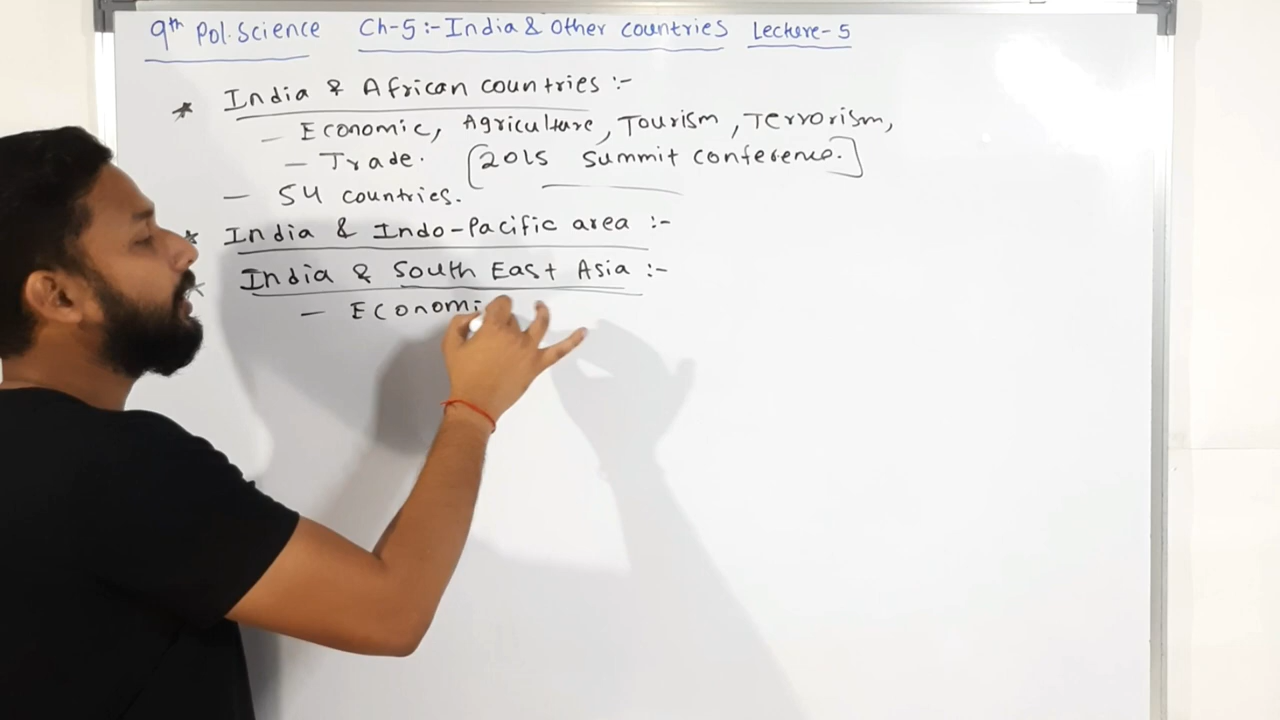 9th Pol.Science Ch-5:-India & Other countries Lecture-5
* India & African countries :-
- Economic, Agriculture, Tourism, Terrorism,
- Trade. [2015 summit conference.]
- 54 countries.
* India & Indo-Pacific area :-
* India & South East Asia :-
- Economi